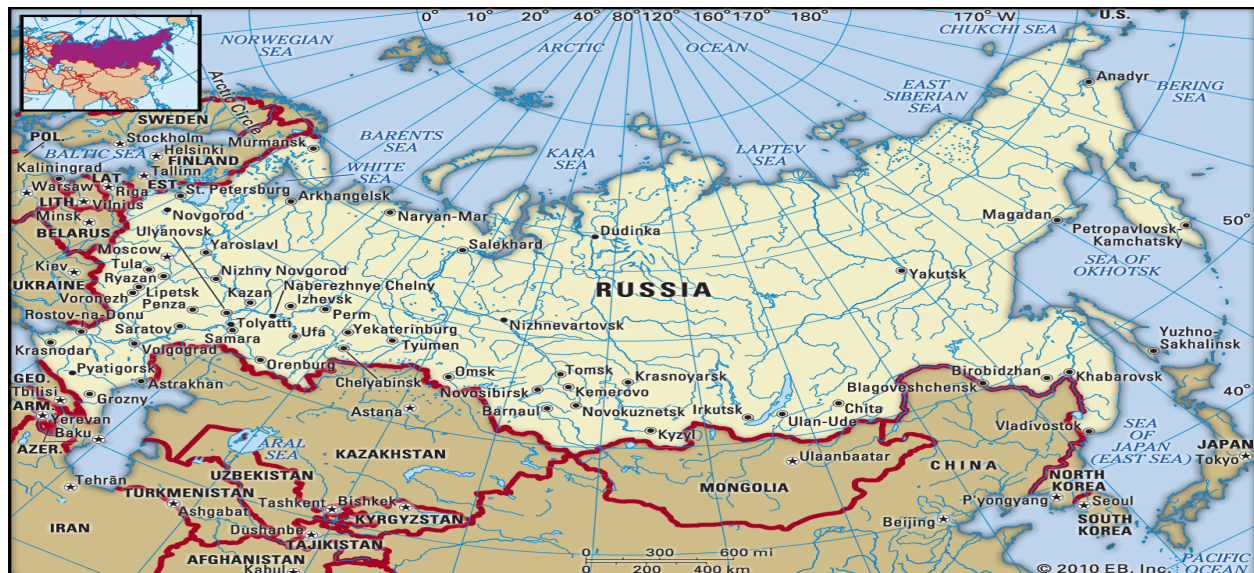 0° 10° 20° 40° 80° 120° 160° 170° 180° 170° W
U.S.
CHUKCHI SEA
NORWEGIAN
SEA
ARCTIC OCEAN
Arctic Circle
EAST
SIBERIAN
SEA
Anadyr
BERING
SEA
SWEDEN
POL.
Stockholm
Murmansk
BARENTS
SEA
KARA
SEA
LAPTEV
SEA
BALTIC SEA
Helsinki
FINLAND
WHITE
SEA
Kaliningrad
Tallinn
LAT.
EST.
Warsaw
Riga
St. Petersburg
LITH.
Vilnius
Arkhangelsk
Naryan-Mar
Magadan
50°
Minsk
Novgorod
BELARUS
Ulyanovsk
Yaroslavl
Salekhard
Dudinka
Petropavlovsk
Kamchatsky
Moscow
SEA OF
OKHOTSK
Kiev
Tula
Nizhny Novgorod
Yakutsk
UKRAINE
Ryazan
Naberezhnye Chelny
RUSSIA
Voronezh
Lipetsk
Kazan
Izhevsk
Penza
Perm
Rostov-na-Donu
Tolyatti
Nizhnevartovsk
Saratov
Samara
Ufa
Yekaterinburg
Yuzhno-
Sakhalinsk
Krasnodar
Volgograd
Tyumen
Pyatigorsk
Orenburg
Omsk
Tomsk
Krasnoyarsk
Birobidzhan
Khabarovsk
GEO.
Astrakhan
Chelyabinsk
Novosibirsk
Kemerovo
Blagoveshchensk
40°
Tbilisi
Grozny
Astana
Barnaul
Novokuznetsk
Irkutsk
Chita
ARM.
Yerevan
Ulan-Ude
Baku
Kyzyl
Vladivostok
SEA
OF
JAPAN
(EAST SEA)
AZER.
ARAL
SEA
KAZAKHSTAN
Ulaanbaatar
CHINA
JAPAN
Tokyo
Tehrān
UZBEKISTAN
MONGOLIA
NORTH
KOREA
TURKMENISTAN
Tashkent
Bishkek
P'yongyang
Seoul
Ashgabat
KYRGYZSTAN
Beijing
SOUTH
KOREA
IRAN
Dushanbe
TAJIKISTAN
0 300 600 mi
0 200 400 km
AFGHANISTAN
Kabul
PACIFIC
OCEAN
© 2010 EB, Inc.